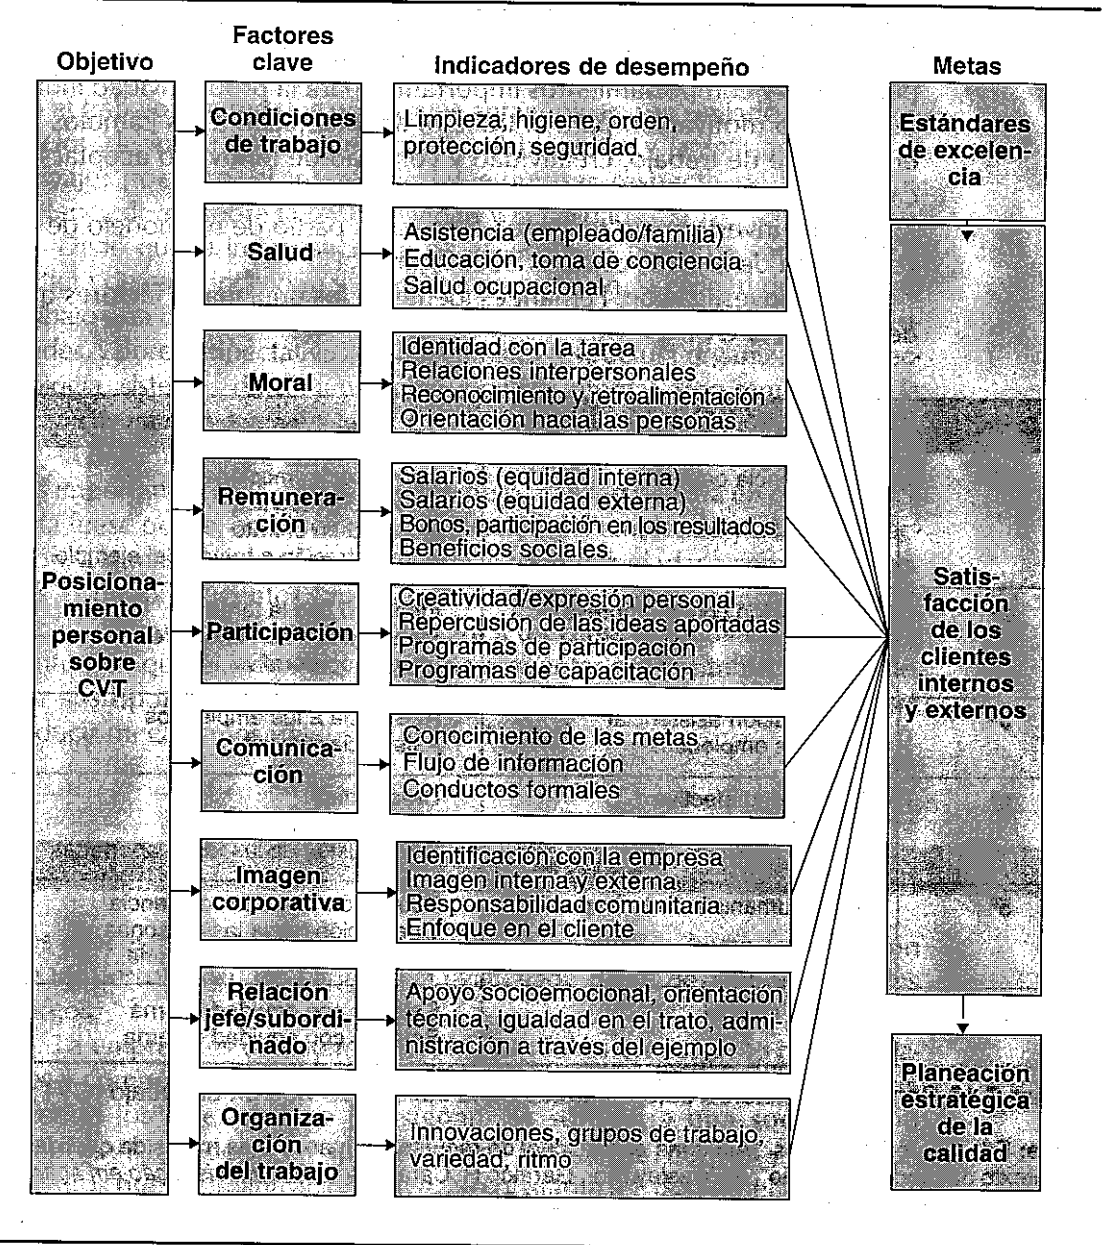 Objetivo
Factores
clave
Indicadores de desempeño
Metas
Posiciona-
miento
personal
sobre
CVT
Condiciones
de trabajo
Limpieza, higiene, orden,
protección, seguridad.
Salud
Asistencia (empleado/familia)
Educación, toma de conciencia
Salud ocupacional
Moral
Identidad con la tarea
Relaciones interpersonales
Reconocimiento y retroalimentación
Orientación hacia las personas
Remunera-
ción
Salarios (equidad interna)
Salarios (equidad externa)
Bonos, participación en los resultados
Beneficios sociales
Participación
Creatividad/expresión personal
Repercusión de las ideas aportadas
Programas de participación
Programas de capacitación
Comunica-
ción
Conocimiento de las metas
Flujo de información
Conductos formales
Imagen
corporativa
Identificación con la empresa
Imagen interna y externa
Responsabilidad comunitaria
Enfoque en el cliente
Relación
jefe/subordi-
nado
Apoyo socioemocional, orientación
técnica, igualdad en el trato, admi-
nistración a través del ejemplo
Organiza-
ción
del trabajo
Innovaciones, grupos de trabajo,
variedad, ritmo
Estándares
de excelen-
cia
Satis-
facción
de los
clientes
internos
y externos
Planeación
estratégica
de la
calidad